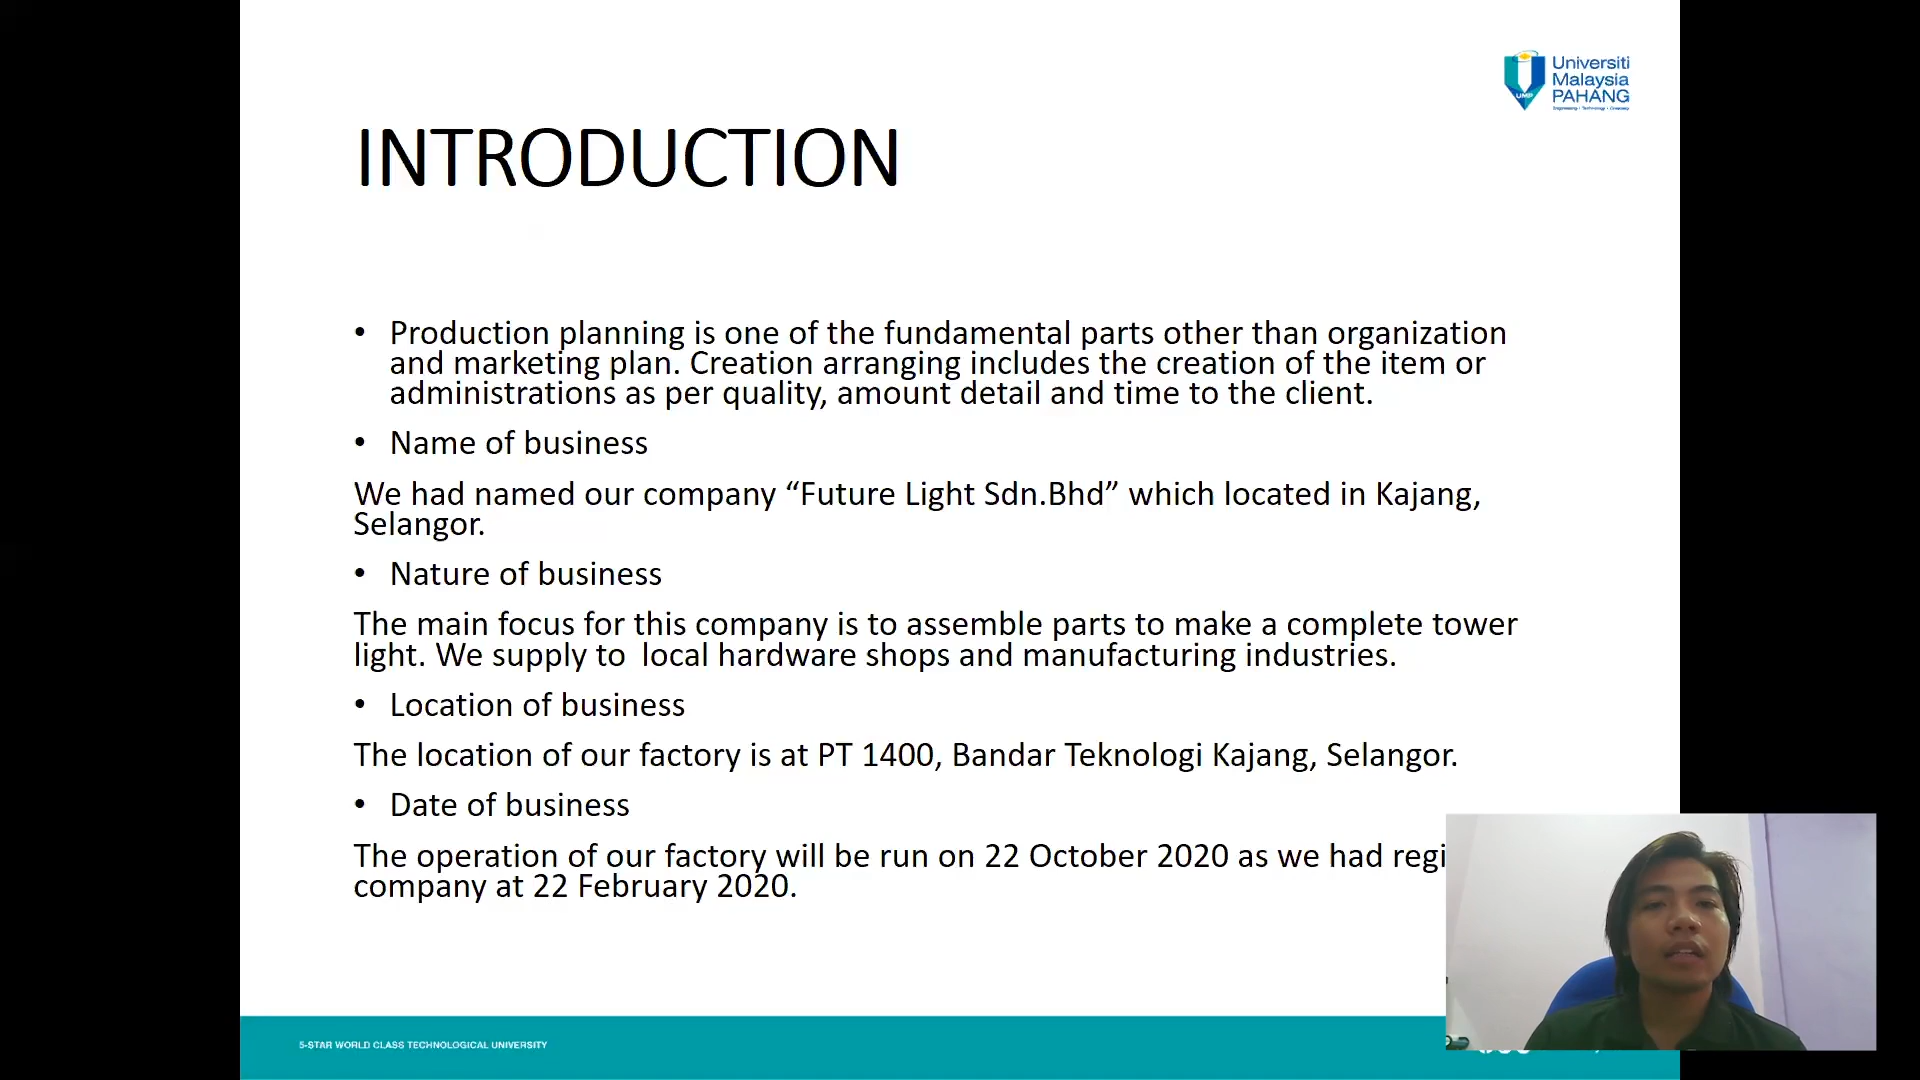 Universiti
Malaysia
PAHANG
Engineering • Technology • Creativity
INTRODUCTION
• Production planning is one of the fundamental parts other than organization
and marketing plan. Creation arranging includes the creation of the item or
administrations as per quality, amount detail and time to the client.
• Name of business
We had named our company “Future Light Sdn.Bhd” which located in Kajang,
Selangor.
• Nature of business
The main focus for this company is to assemble parts to make a complete tower
light. We supply to local hardware shops and manufacturing industries.
• Location of business
The location of our factory is at PT 1400, Bandar Teknologi Kajang, Selangor.
• Date of business
The operation of our factory will be run on 22 October 2020 as we had regi
company at 22 February 2020.
5-STAR WORLD CLASS TECHNOLOGICAL UNIVERSITY